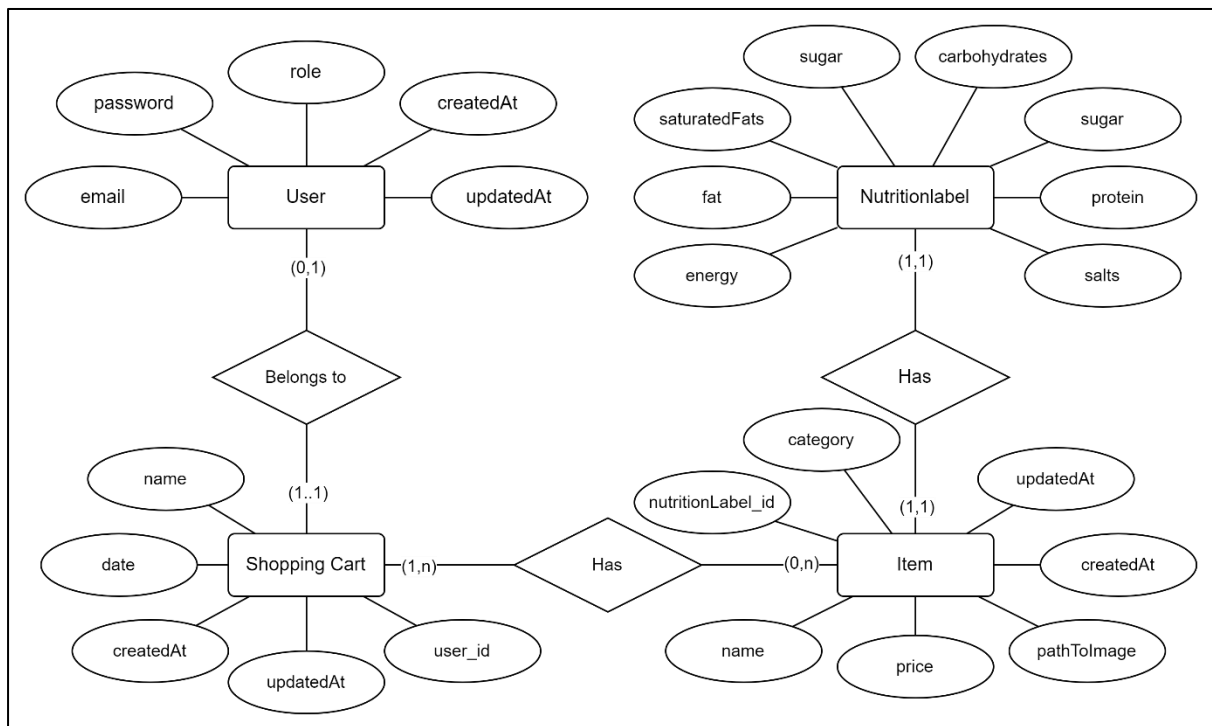 role
password
createdAt
email
User
updatedAt
(0,1)
Belongs to
(1..1)
name
date
Shopping Cart
createdAt
updatedAt
user_id
(1,n)
Has
(0,n)
sugar
carbohydrates
saturatedFats
sugar
fat
Nutritionlabel
protein
energy
salts
(1,1)
Has
(1,1)
category
nutritionLabel_id
updatedAt
Item
createdAt
name
price
pathToImage